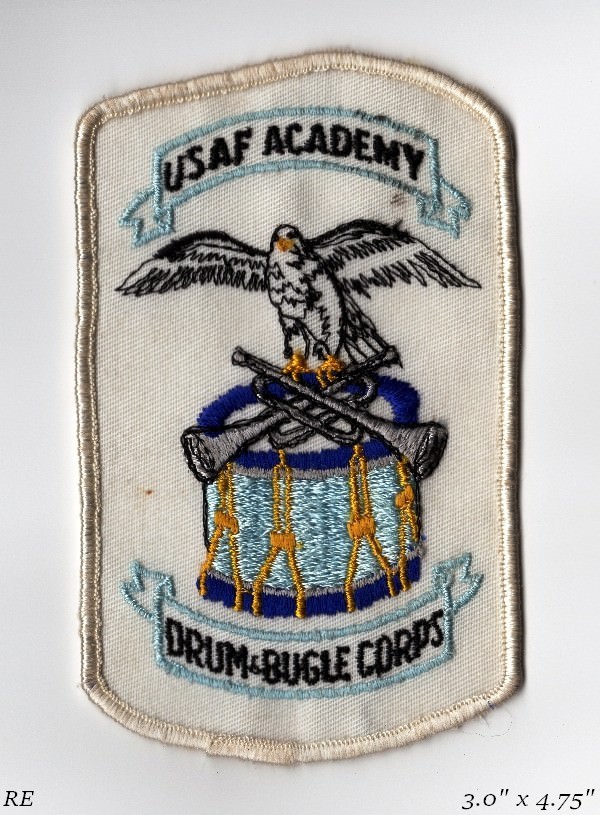 USAF ACADEMY
DRUM & BUGLE CORPS
RE 3.0" x 4.75"